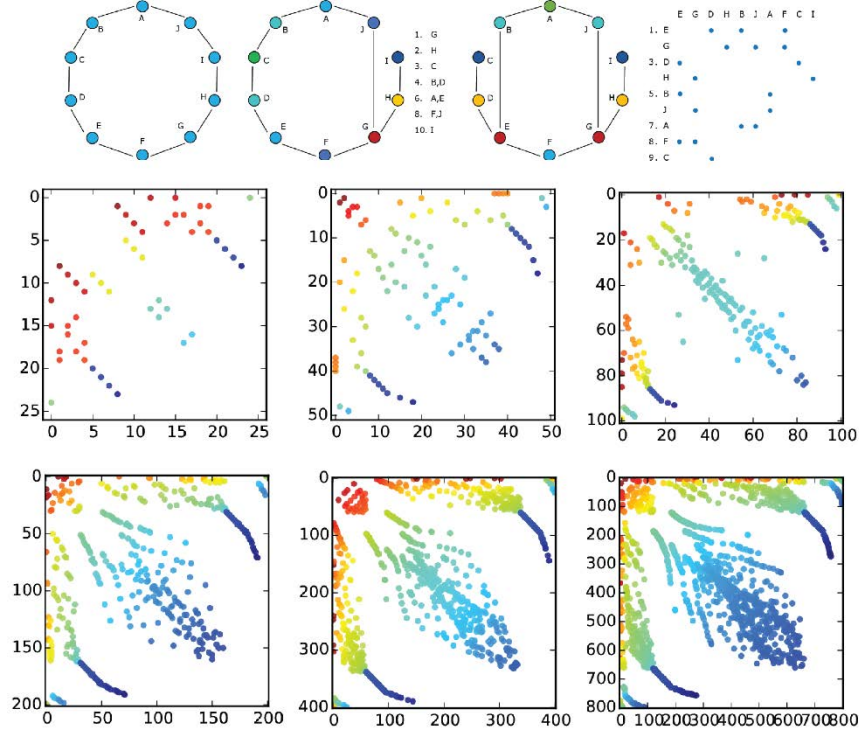 A
B
J
C
I
D
H
E
G
F
A
B
J
C
I
D
H
E
G
F
1. G
2. H
3. C
4. B,D
6. A,E
8. F,J
10. I
A
B
J
C
I
D
H
E
G
F
E G D H B J A F C I
1. E
G
3. D
H
5. B
J
7. A
8. F
9. C
0
5
10
15
20
25
0 5 10 15 20 25
0
10
20
30
40
50
0 10 20 30 40 50
0
20
40
60
80
100
0 20 40 60 80 100
0
50
100
150
200
0 50 100 150 200
0
100
200
300
400
0 100 200 300 400
0
100
200
300
400
500
600
700
800
0 100 200 300 400 500 600 700 800